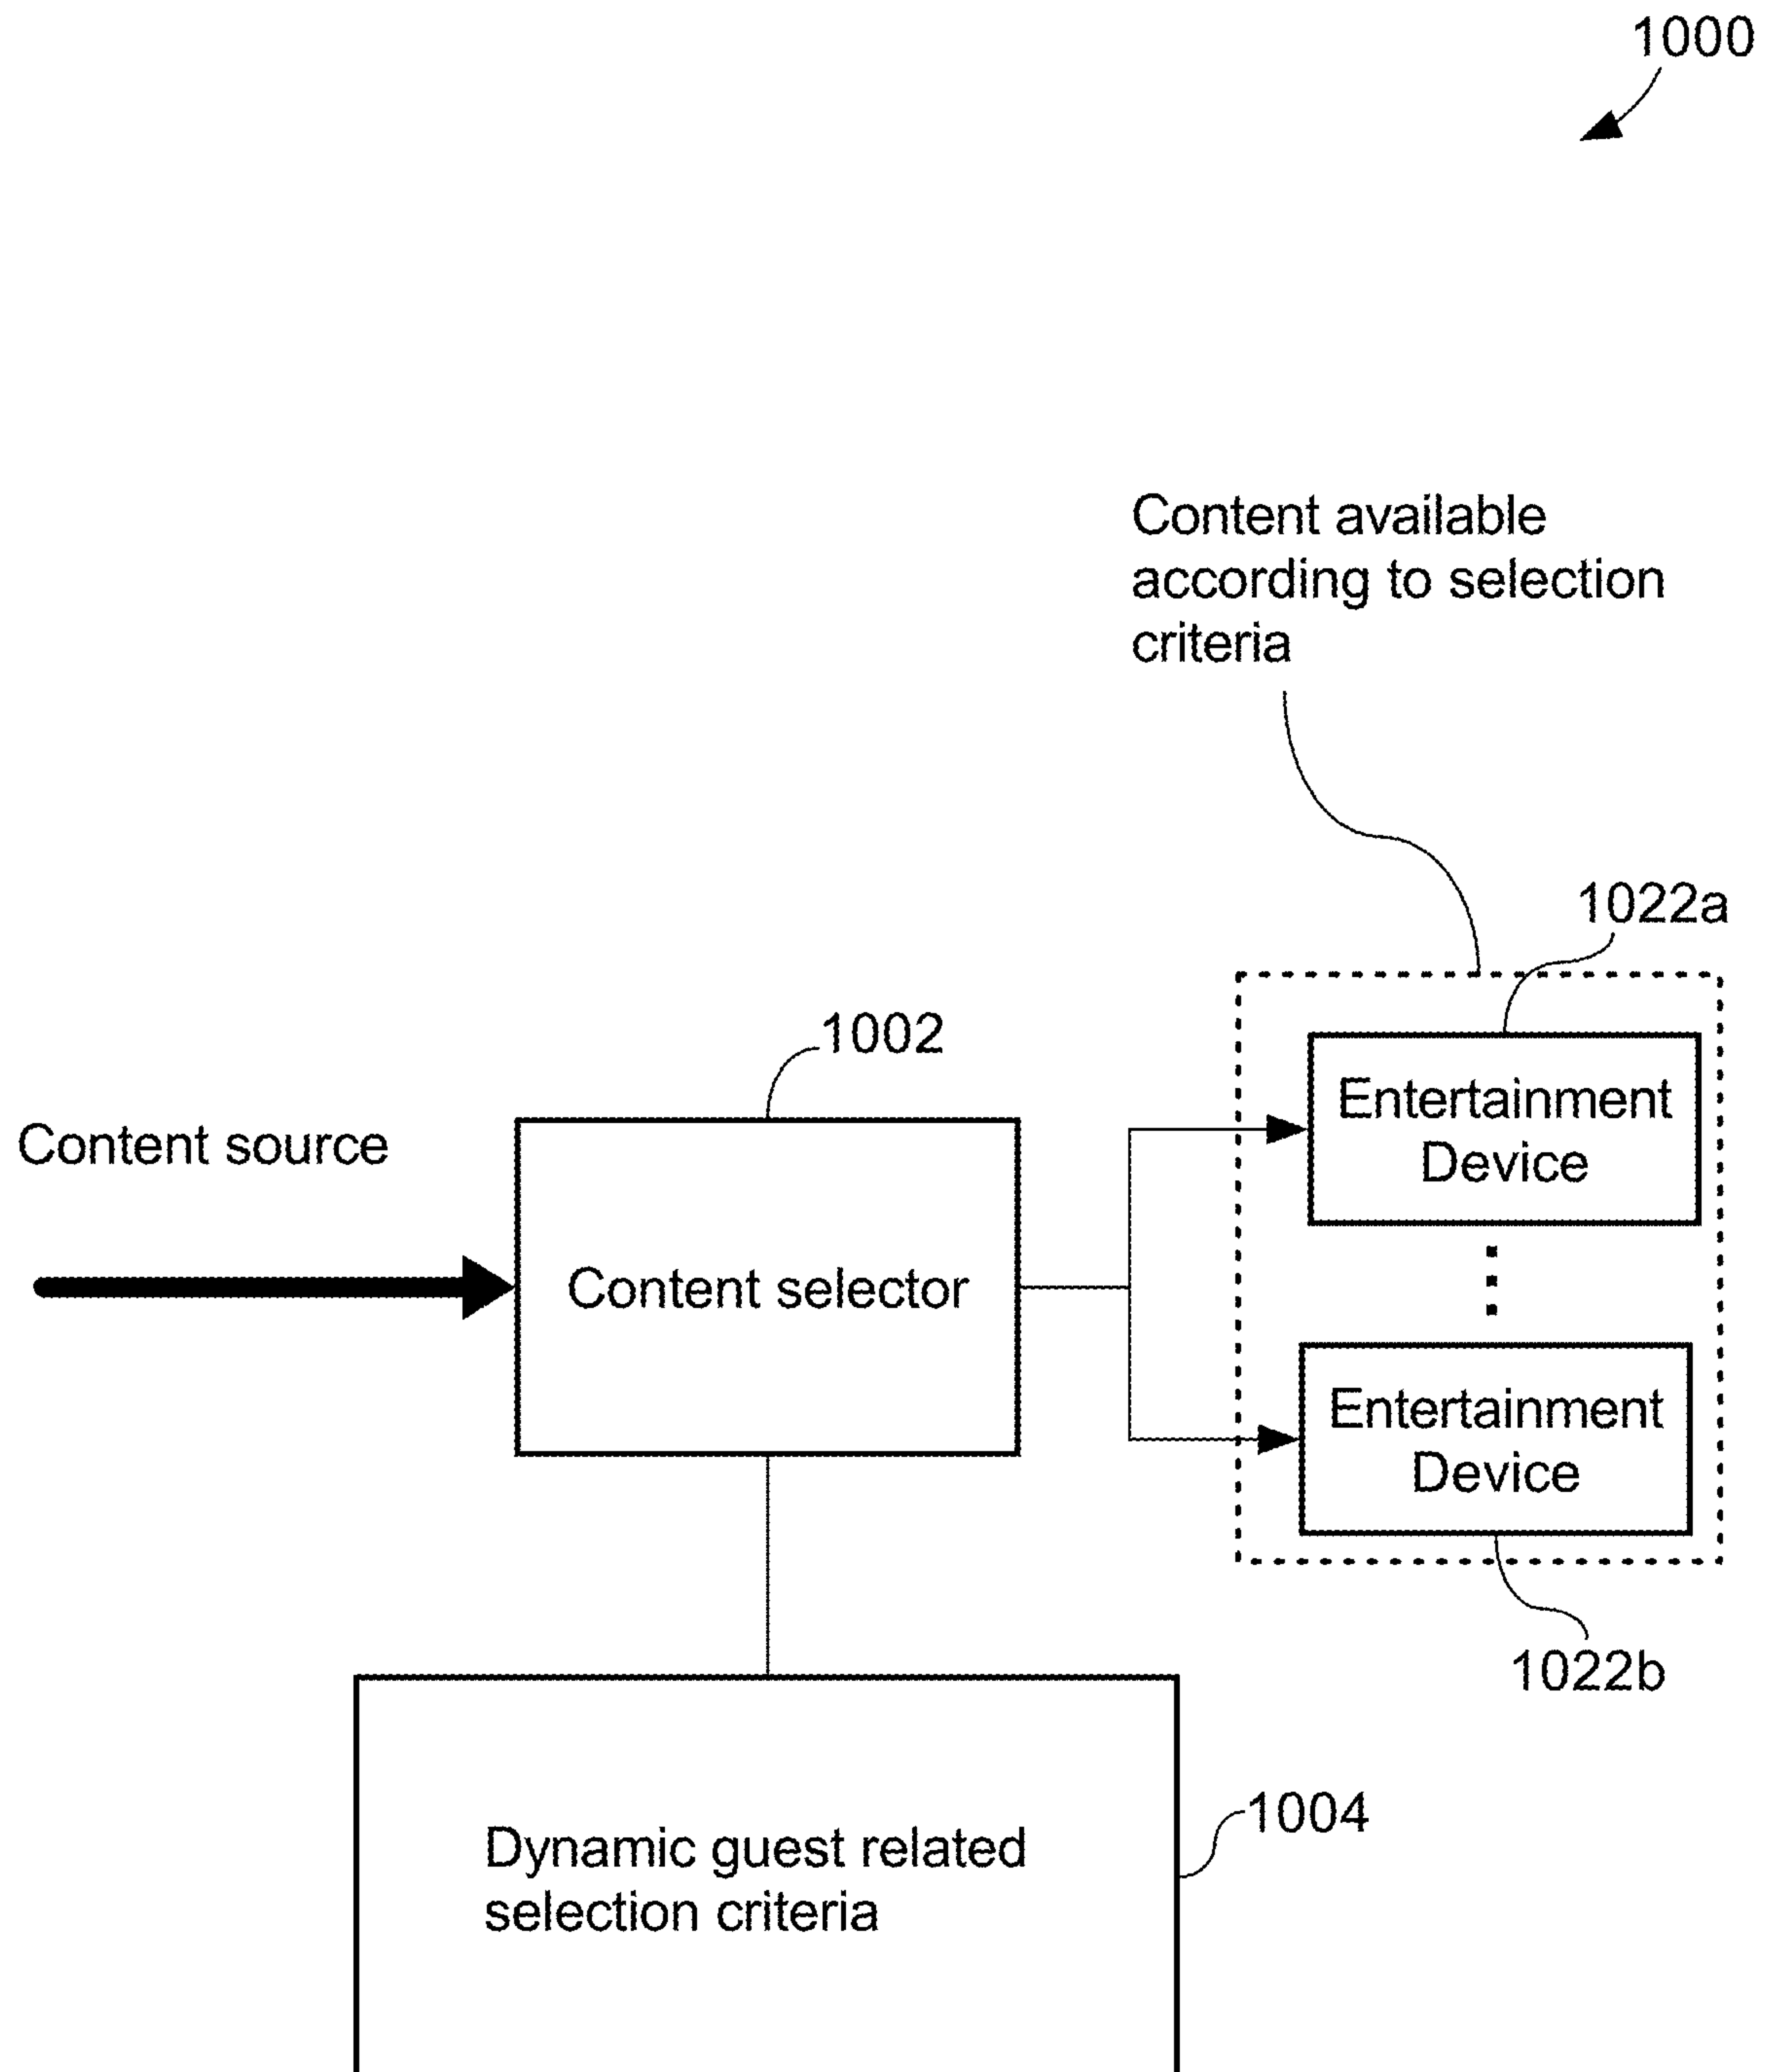 1000
Content available
according to selection
criteria
1022a
1002
Entertainment
Device
Content source
Content selector
Entertainment
Device
1022b
1004
Dynamic guest related
selection criteria